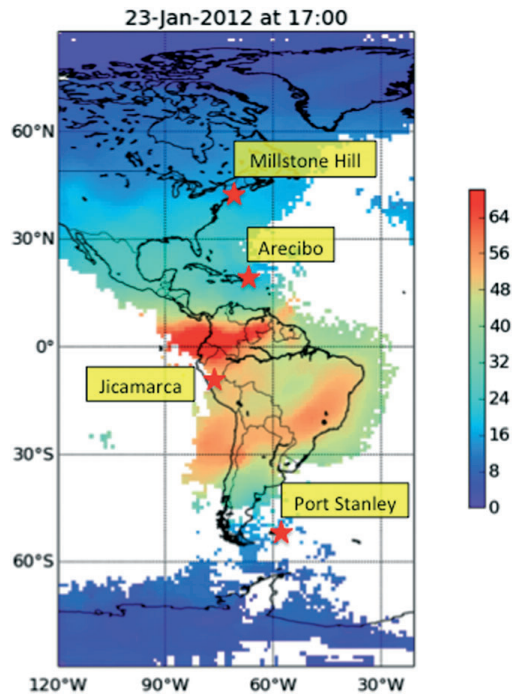 23-Jan-2012 at 17:00
60°N
Millstone Hill
30°N
Arecibo
0°
Jicamarca
30°S
Port Stanley
60°S
120°W
90°W
60°W
30°W
64
56
48
40
32
24
16
8
0